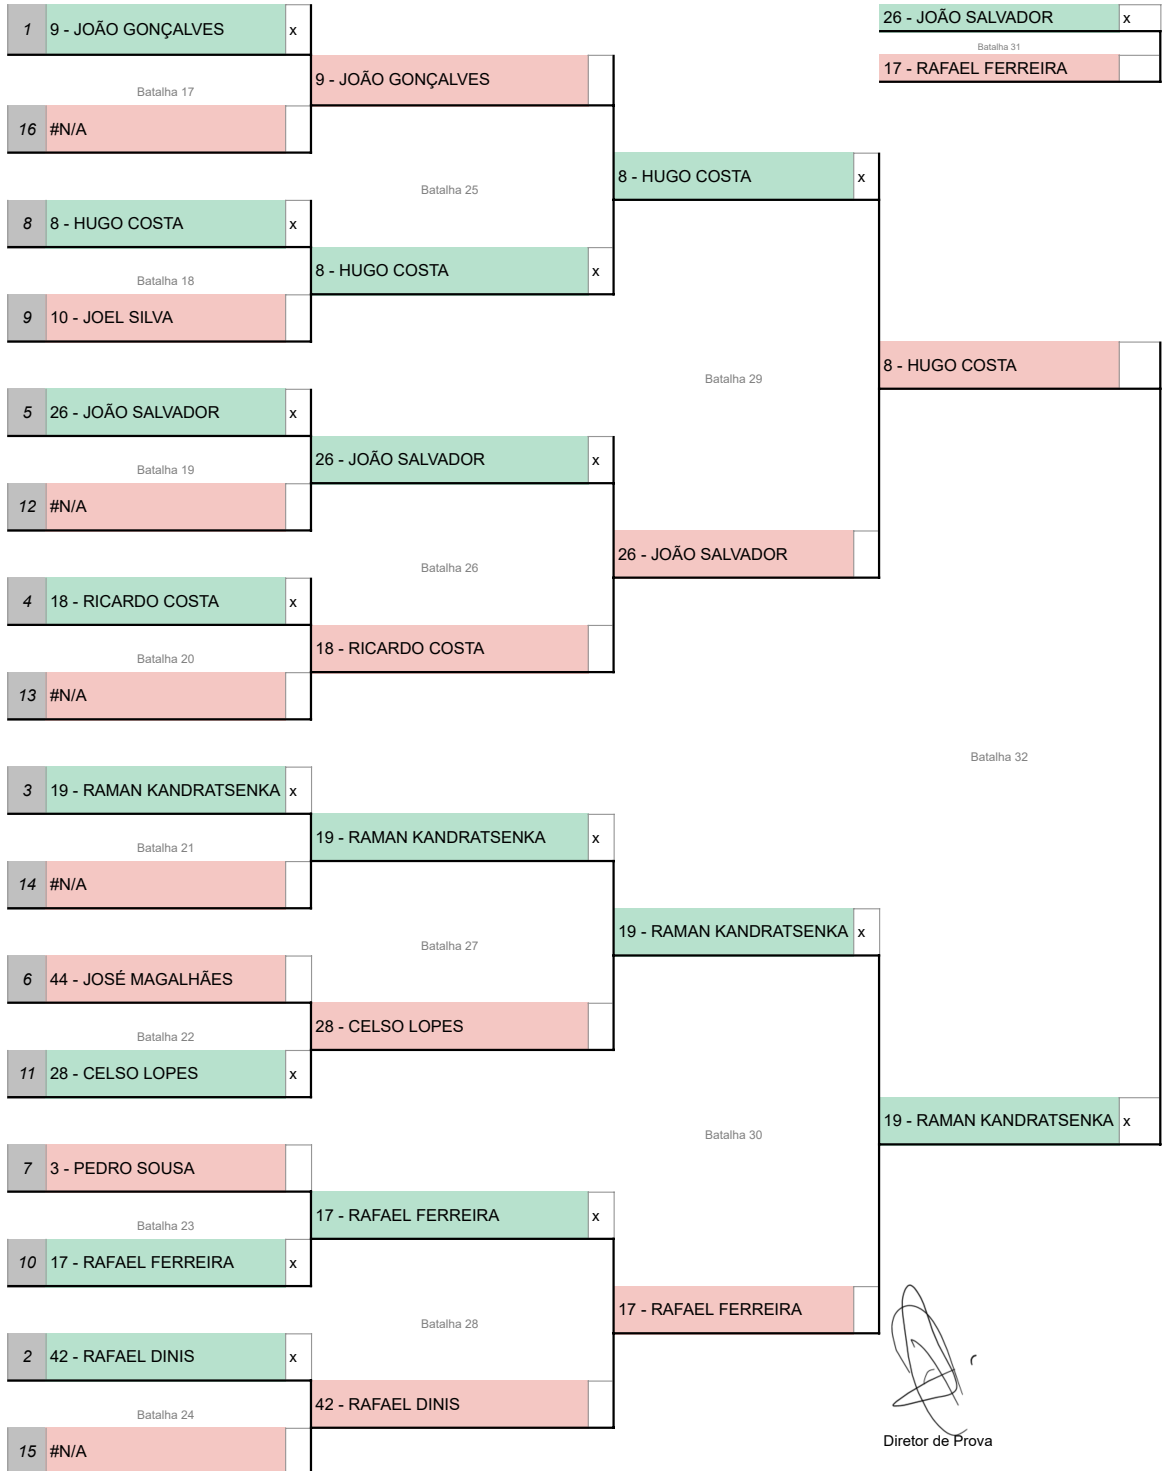 1 9 - JOÃO GONÇALVES x
Batalha 17
16 #N/A
8 8 - HUGO COSTA x
Batalha 18
9 10 - JOEL SILVA
5 26 - JOÃO SALVADOR x
Batalha 19
12 #N/A
4 18 - RICARDO COSTA x
Batalha 20
13 #N/A
3 19 - RAMAN KANDRATSENKA x
Batalha 21
14 #N/A
6 44 - JOSÉ MAGALHÃES
Batalha 22
11 28 - CELSO LOPES x
7 3 - PEDRO SOUSA
Batalha 23
10 17 - RAFAEL FERREIRA x
2 42 - RAFAEL DINIS x
Batalha 24
15 #N/A
9 - JOÃO GONÇALVES
Batalha 25
8 - HUGO COSTA x
26 - JOÃO SALVADOR x
Batalha 26
18 - RICARDO COSTA
19 - RAMAN KANDRATSENKA x
Batalha 27
28 - CELSO LOPES
17 - RAFAEL FERREIRA x
Batalha 28
42 - RAFAEL DINIS
8 - HUGO COSTA x
Batalha 29
26 - JOÃO SALVADOR
19 - RAMAN KANDRATSENKA x
Batalha 30
17 - RAFAEL FERREIRA
26 - JOÃO SALVADOR x
Batalha 31
17 - RAFAEL FERREIRA
8 - HUGO COSTA
Batalha 32
19 - RAMAN KANDRATSENKA x
Diretor de Prova